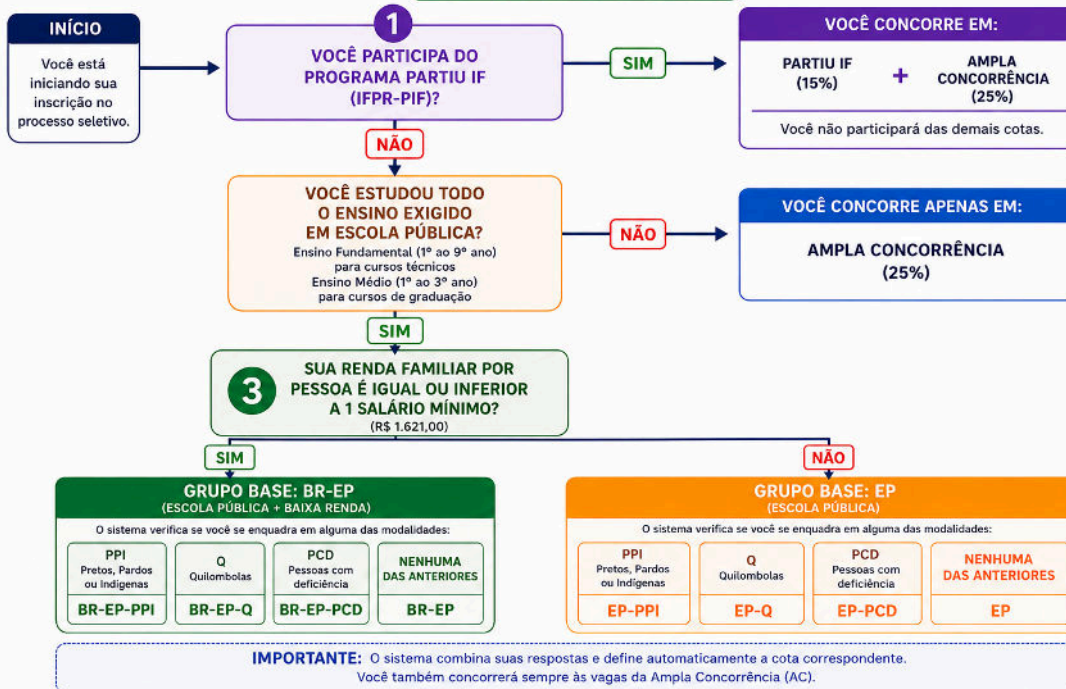 INÍCIO
Você está
iniciando sua
inscrição no
processo seletivo.
1
VOCÊ PARTICIPA DO
PROGRAMA PARTIU IF
(IFPR-PIF)?
SIM
VOCÊ CONCORRE EM:
PARTIU IF
(15%)
+
AMPLA
CONCORRÊNCIA
(25%)
Você não participará das demais cotas.
NÃO
VOCÊ ESTUDOU TODO
O ENSINO EXIGIDO
EM ESCOLA PÚBLICA?
Ensino Fundamental (1º ao 9º ano)
para cursos técnicos
Ensino Médio (1º ao 3º ano)
para cursos de graduação
NÃO
VOCÊ CONCORRE APENAS EM:
AMPLA CONCORRÊNCIA
(25%)
SIM
3
SUA RENDA FAMILIAR POR
PESSOA É IGUAL OU INFERIOR
A 1 SALÁRIO MÍNIMO?
(R$ 1.621,00)
SIM
GRUPO BASE: BR-EP
(ESCOLA PÚBLICA + BAIXA RENDA)
O sistema verifica se você se enquadra em alguma das modalidades:
PPI
Pretos, Pardos
ou Indígenas
BR-EP-PPI
Q
Quilombolas
BR-EP-Q
PCD
Pessoas com
deficiência
BR-EP-PCD
NENHUMA
DAS ANTERIORES
BR-EP
NÃO
GRUPO BASE: EP
(ESCOLA PÚBLICA)
O sistema verifica se você se enquadra em alguma das modalidades:
PPI
Pretos, Pardos
ou Indígenas
EP-PPI
Q
Quilombolas
EP-Q
PCD
Pessoas com
deficiência
EP-PCD
NENHUMA
DAS ANTERIORES
EP
IMPORTANTE: O sistema combina suas respostas e define automaticamente a cota correspondente.
Você também concorrerá sempre às vagas da Ampla Concorrência (AC).